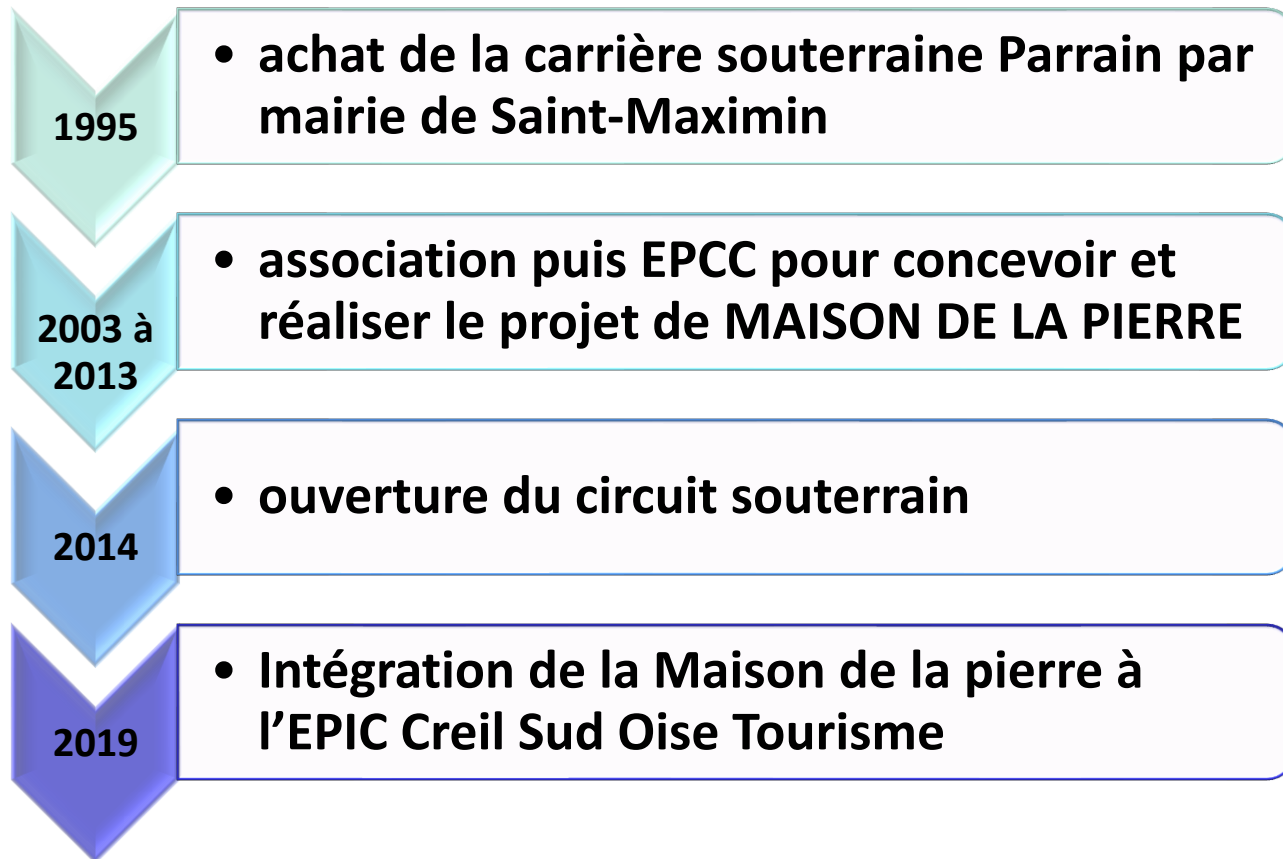 1995
• achat de la carrière souterraine Parrain par
mairie de Saint-Maximin
2003 à
2013
• association puis EPCC pour concevoir et
réaliser le projet de MAISON DE LA PIERRE
2014
• ouverture du circuit souterrain
2019
• Intégration de la Maison de la pierre à
l’EPIC Creil Sud Oise Tourisme